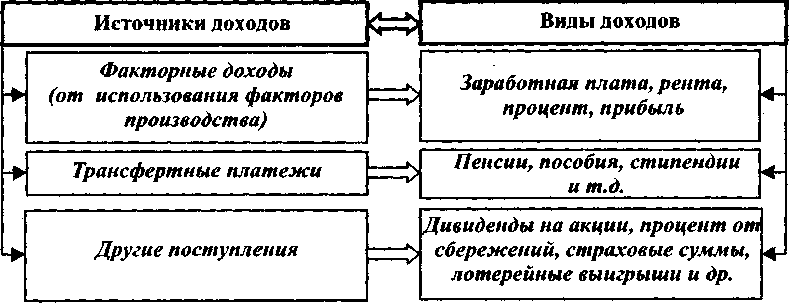 Источники доходов
Виды доходов
Факторные доходы
(от использования факторов
производства)
Заработная плата, рента,
процент, прибыль
Трансфертные платежи
Пенсии, пособия, стипендии
и т.д.
Другие поступления
Дивиденды на акции, процент от
сбережений, страховые суммы,
лотерейные выигрыши и др.